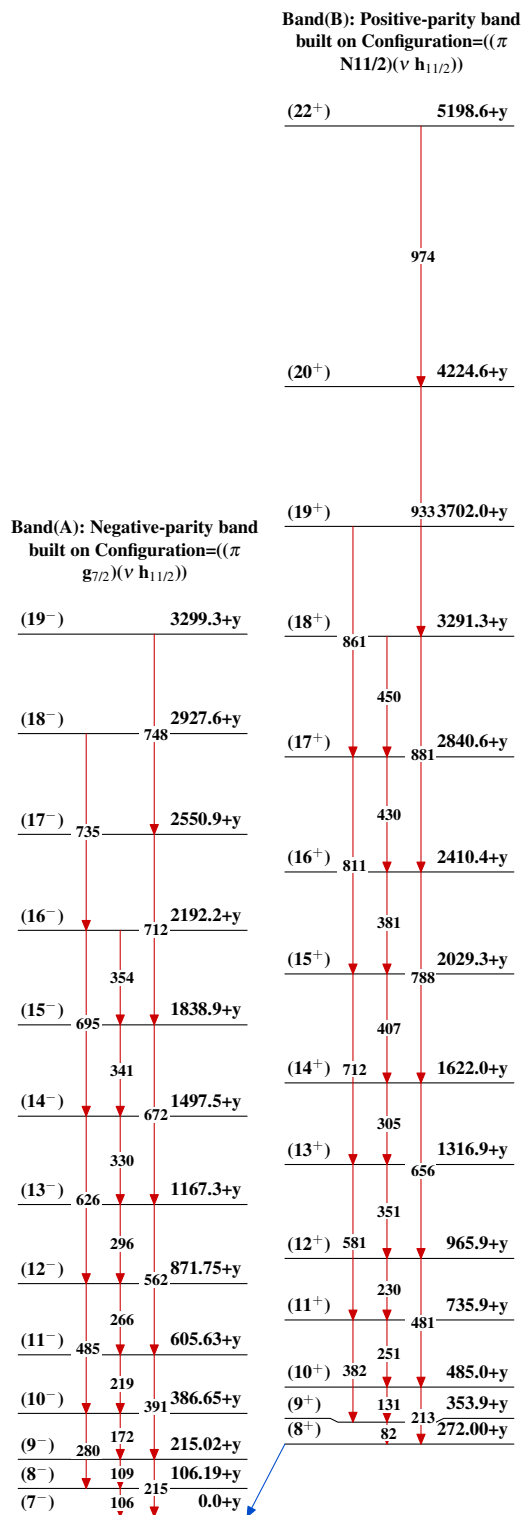 Band(B): Positive-parity band
built on Configuration=((π
N11/2)(ν h11/2))
(22+) 5198.6+y
974
(20+) 4224.6+y
(19+) 933 3702.0+y
861
(18+) 3291.3+y
450
(17+) 2840.6+y
881
430
811
(16+) 2410.4+y
381
(15+) 2029.3+y
788
407
712
(14+) 1622.0+y
305
(13+) 1316.9+y
656
351
581
(12+) 965.9+y
230
(11+) 735.9+y
481
251
382
(10+) 485.0+y
131
(9+) 353.9+y
213
(8+) 272.00+y
82
Band(A): Negative-parity band
built on Configuration=((π
g7/2)(ν h11/2))
(19−) 3299.3+y
(18−) 2927.6+y
748
(17−) 2550.9+y
735
(16−) 2192.2+y
712
354
(15−) 1838.9+y
695
341
(14−) 1497.5+y
672
330
(13−) 1167.3+y
626
296
(12−) 871.75+y
562
266
(11−) 605.63+y
485
219
(10−) 386.65+y
391
172
(9−) 215.02+y
280
109
(8−) 106.19+y
215
(7−) 0.0+y
106